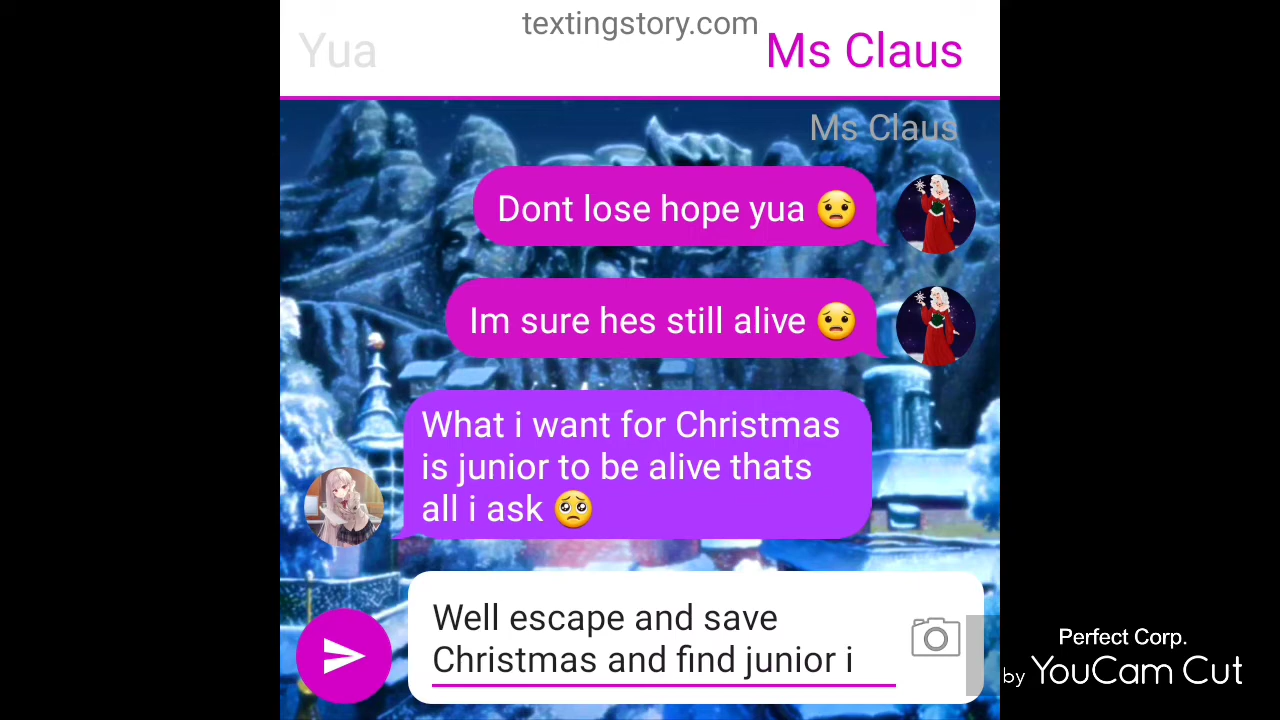 textingstory.com
Yua
Ms Claus
Ms Claus
Dont lose hope yua 😟
Im sure hes still alive 😟
What i want for Christmas
is junior to be alive thats
all i ask 🥺
Well escape and save
Christmas and find junior i
Perfect Corp.
by YouCam Cut